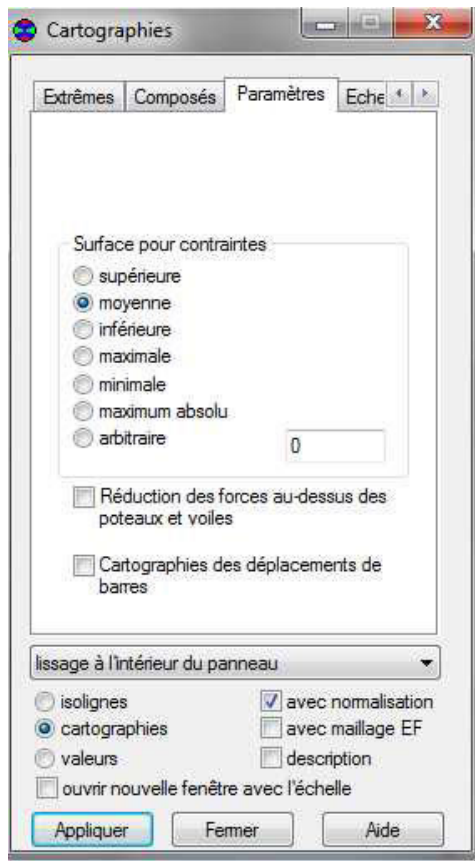 Cartographies
Extrêmes Composés Paramètres Eche
Surface pour contraintes
supérieure
moyenne
inférieure
maximale
minimale
maximum absolu
arbitraire 0
Réduction des forces au-dessus des
poteaux et voiles
Cartographies des déplacements de
barres
lissage à l'intérieur du panneau
isolignes avec normalisation
cartographies avec maillage EF
valeurs description
ouvrir nouvelle fenêtre avec l'échelle
Appliquer Fermer Aide